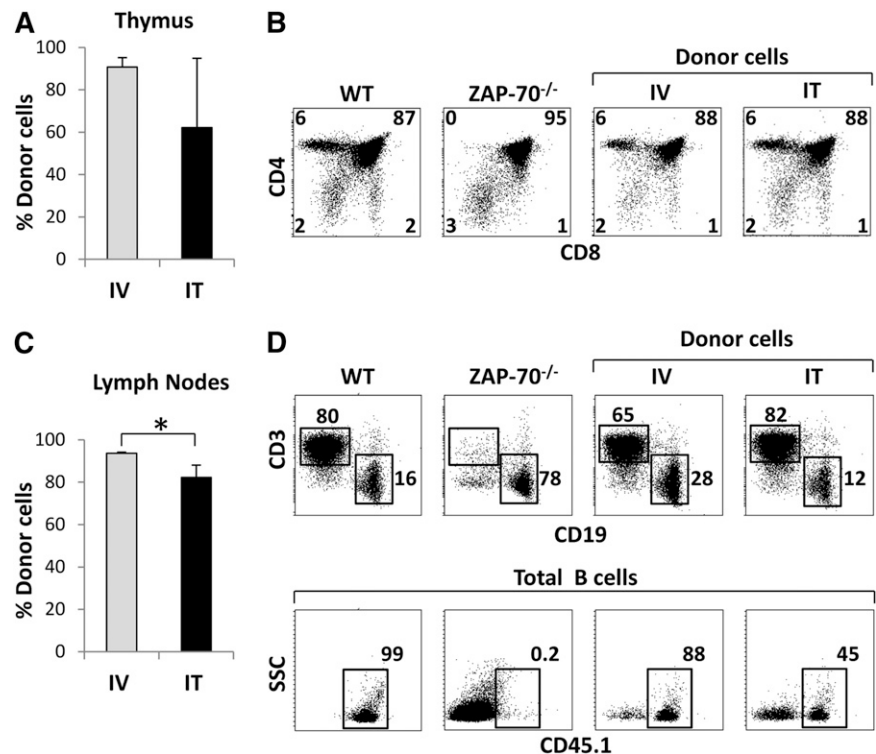 A
Thymus
% Donor cells
100
80
60
40
20
0
IV
IT
B
Donor cells
WT
ZAP-70-/-
IV
IT
CD4
6
87
2
2
0
95
3
1
6
88
2
1
6
88
2
1
CD8
C
Lymph Nodes
*
% Donor cells
100
80
60
40
20
0
IV
IT
D
Donor cells
WT
ZAP-70-/-
IV
IT
CD3
80
16
78
65
28
82
12
CD19
Total B cells
SSC
99
0.2
88
45
CD45.1